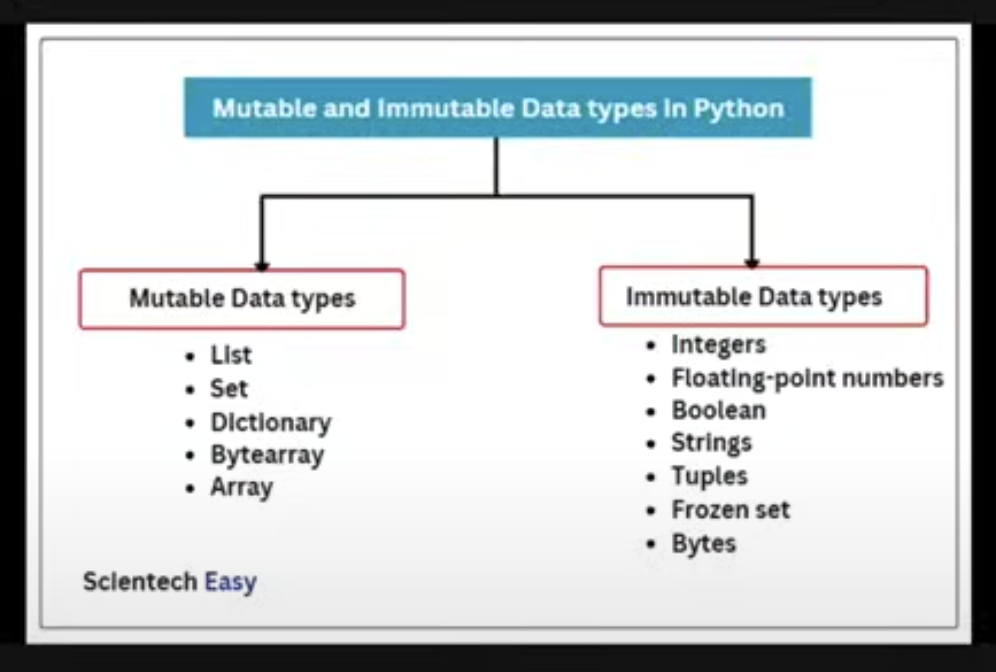 Mutable and Immutable Data types in Python
Mutable Data types
• List
• Set
• Dictionary
• Bytearray
• Array
Immutable Data types
• Integers
• Floating-point numbers
• Boolean
• Strings
• Tuples
• Frozen set
• Bytes
Scientech Easy